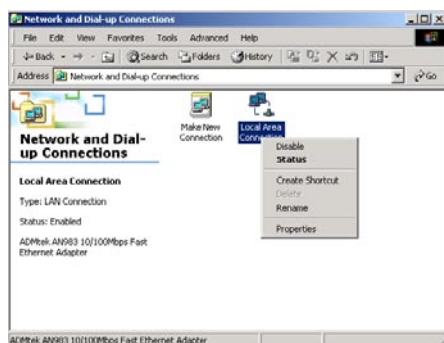 Network and Dial-up Connections
File Edit View Favorites Tools Advanced Help
Back Search Folders History
Address Network and Dial-up Connections Go
Network and Dial-
up Connections
Local Area Connection
Type: LAN Connection
Status: Enabled
ADMtek AN983 10/100Mbps Fast
Ethernet Adapter
Make New
Connection
Local Area
Connection
Disable
Status
Create Shortcut
Delete
Rename
Properties
ADMtek AN983 10/100Mbps Fast Ethernet Adapter